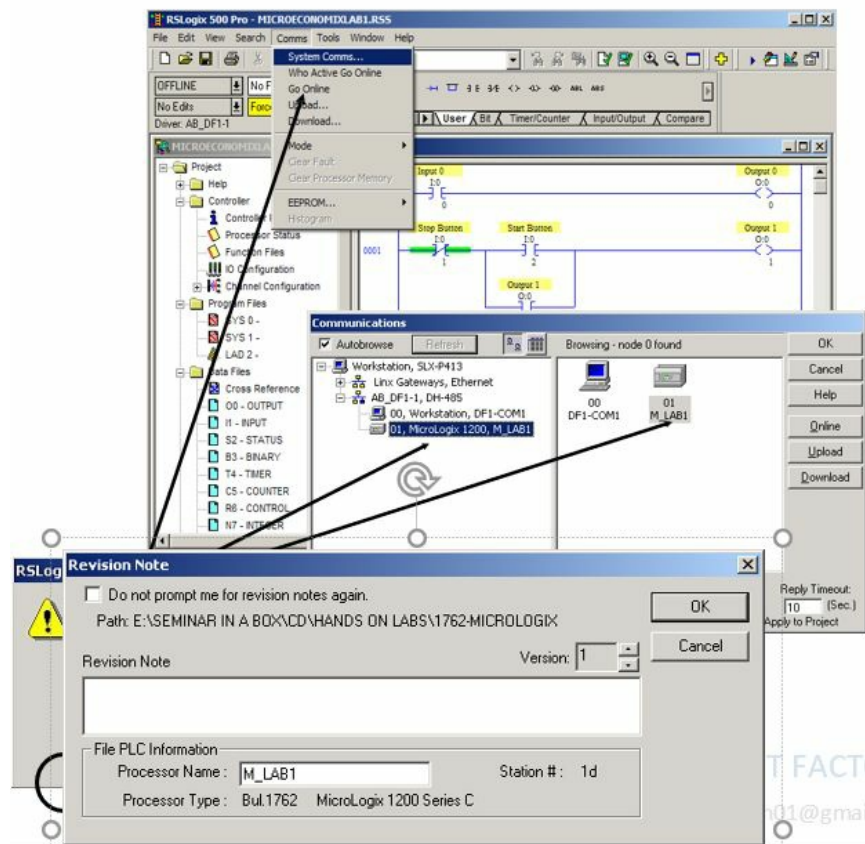 RSLogix 500 Pro - MICROECONOMIXLAB1.RSS
File Edit View Search Comms Tools Window Help
System Comms...
Who Active Go Online
Go Online
Upload...
Download...
Mode
Clear Fault
Clear Processor Memory
EEPROM...
Histogram
OFFLINE
No F
No Edits
Forc
Driver: AB_DF1-1
ABL ABS
User Bit Timer/Counter Input/Output Compare
MICROECONOMIXLA
Project
Help
Controller
Controller
Processor Status
Function Files
IO Configuration
Channel Configuration
Program Files
SYS 0 -
SYS 1 -
LAD 2 -
Data Files
Cross Reference
O0 - OUTPUT
I1 - INPUT
S2 - STATUS
B3 - BINARY
T4 - TIMER
C5 - COUNTER
R6 - CONTROL
N7 - INTEGER
Input 0
I:0
0
Output 0
O:0
0
0001
Stop Button
I:0
1
Start Button
I:0
2
Output 1
O:0
1
Output 1
O:0
Communications
Autobrowse
Refresh
Browsing - node 0 found
Workstation, SLX-P413
Linx Gateways, Ethernet
AB_DF1-1, DH-485
00, Workstation, DF1-COM1
01, MicroLogix 1200, M_LAB1
00
DF1-COM1
01
M_LAB1
OK
Cancel
Help
Online
Upload
Download
Reply Timeout:
10 (Sec.)
Apply to Project
RSLog
Revision Note
Do not prompt me for revision notes again.
Path: E:\SEMINAR IN A BOX\CD\HANDS ON LABS\1762-MICROLOGIX
OK
Cancel
Revision Note
Version: 1
File PLC Information
Processor Name : M_LAB1
Station # : 1d
Processor Type : Bul.1762 MicroLogix 1200 Series C
T FACT
01@gmai